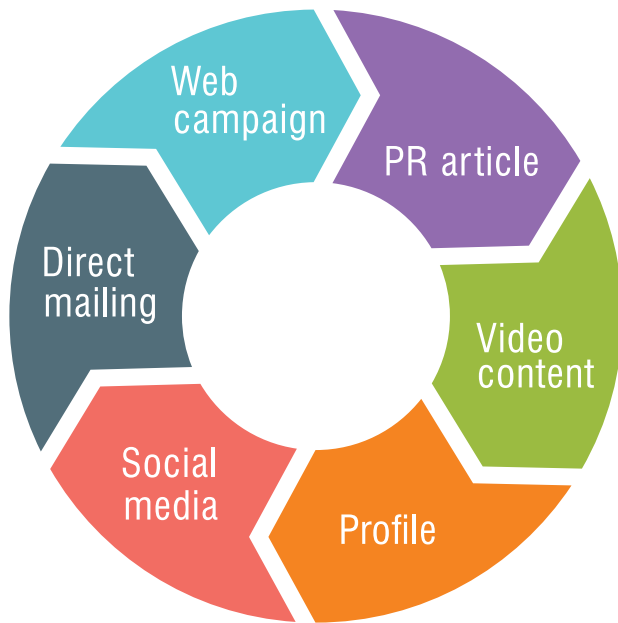 Web
campaign
PR article
Video
content
Profile
Social
media
Direct
mailing